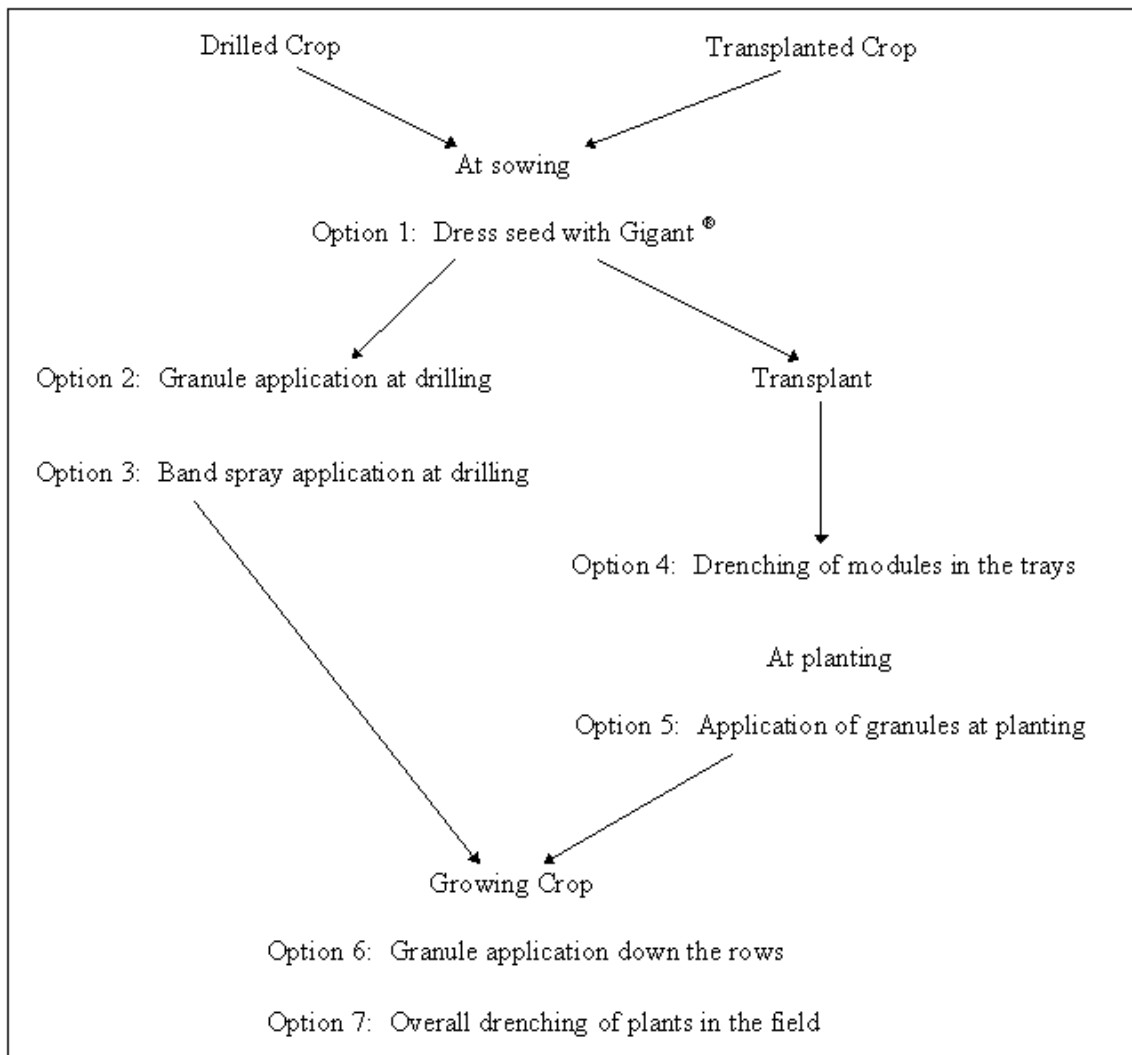 Drilled Crop
Transplanted Crop
At sowing
Option 1: Dress seed with Gigant ®
Option 2: Granule application at drilling
Transplant
Option 3: Band spray application at drilling
Option 4: Drenching of modules in the trays
At planting
Option 5: Application of granules at planting
Growing Crop
Option 6: Granule application down the rows
Option 7: Overall drenching of plants in the field